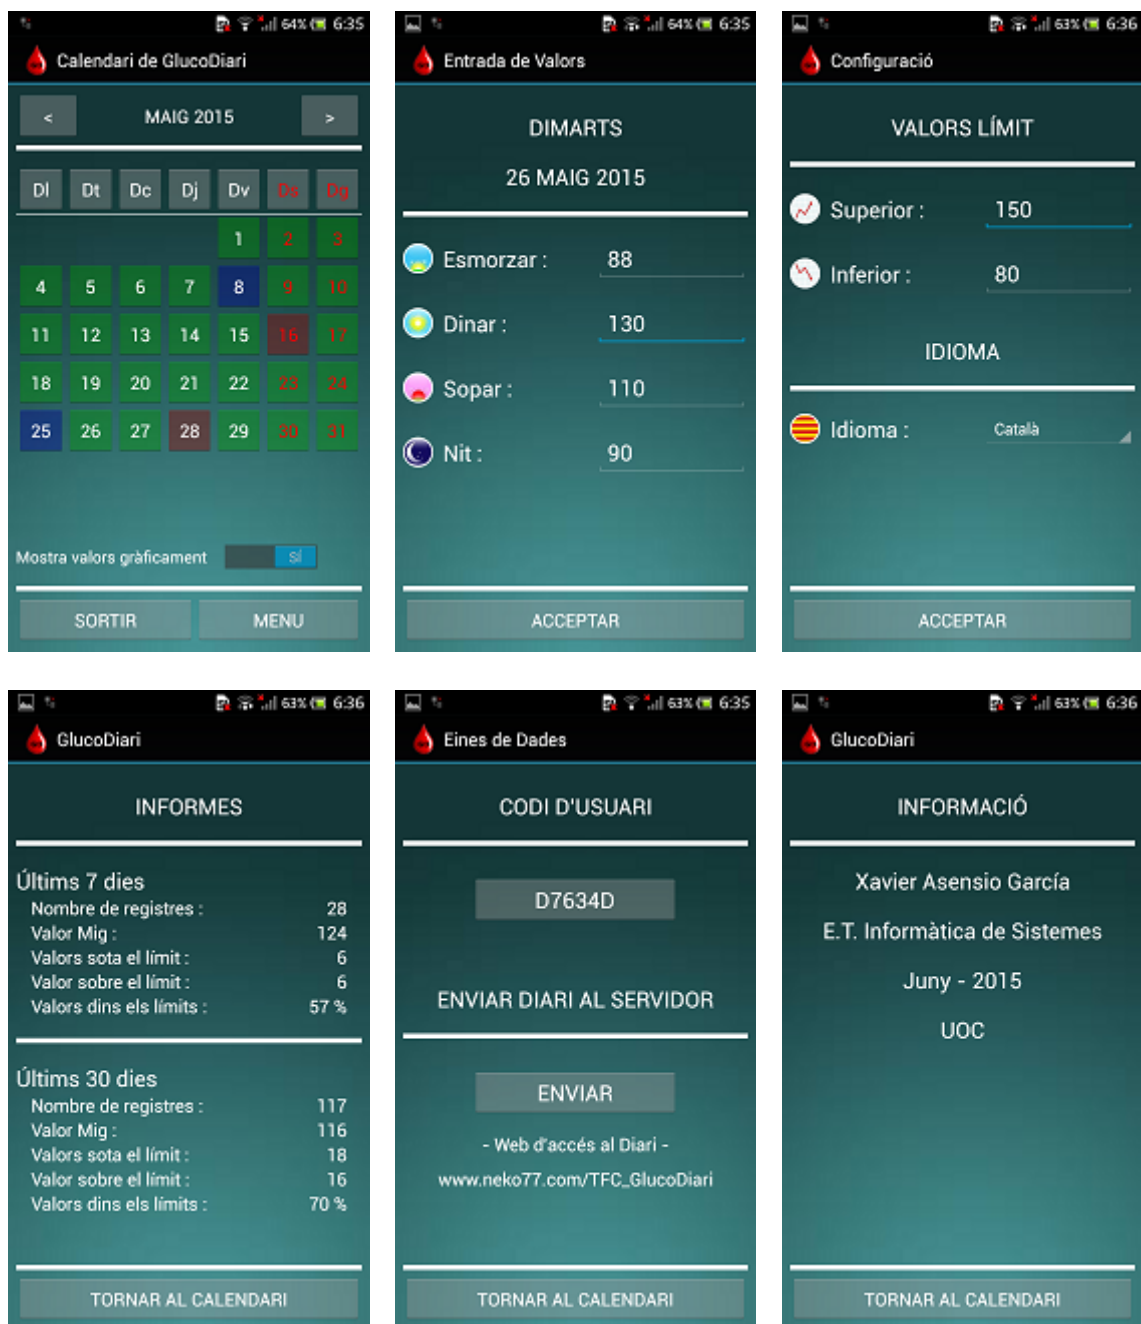 64% 6:35
Calendari de GlucoDiari
< MAIG 2015 >
Dl Dt Dc Dj Dv Ds Dg
1 2 3
4 5 6 7 8 9 10
11 12 13 14 15 16 17
18 19 20 21 22 23 24
25 26 27 28 29 30 31
Mostra valors gràficament SÍ
SORTIR MENU
64% 6:35
Entrada de Valors
DIMARTS
26 MAIG 2015
Esmorzar : 88
Dinar : 130
Sopar : 110
Nit : 90
ACCEPTAR
63% 6:36
Configuració
VALORS LÍMIT
Superior : 150
Inferior : 80
IDIOMA
Idioma : Català
ACCEPTAR
63% 6:36
GlucoDiari
INFORMES
Últims 7 dies
Nombre de registres : 28
Valor Mig : 124
Valors sota el límit : 6
Valor sobre el límit : 6
Valors dins els límits : 57 %
Últims 30 dies
Nombre de registres : 117
Valor Mig : 116
Valors sota el límit : 18
Valor sobre el límit : 16
Valors dins els límits : 70 %
TORNAR AL CALENDARI
63% 6:35
Eines de Dades
CODI D'USUARI
D7634D
ENVIAR DIARI AL SERVIDOR
ENVIAR
- Web d'accés al Diari -
www.neko77.com/TFC_GlucoDiari
TORNAR AL CALENDARI
63% 6:36
GlucoDiari
INFORMACIÓ
Xavier Asensio García
E.T. Informàtica de Sistemes
Juny - 2015
UOC
TORNAR AL CALENDARI